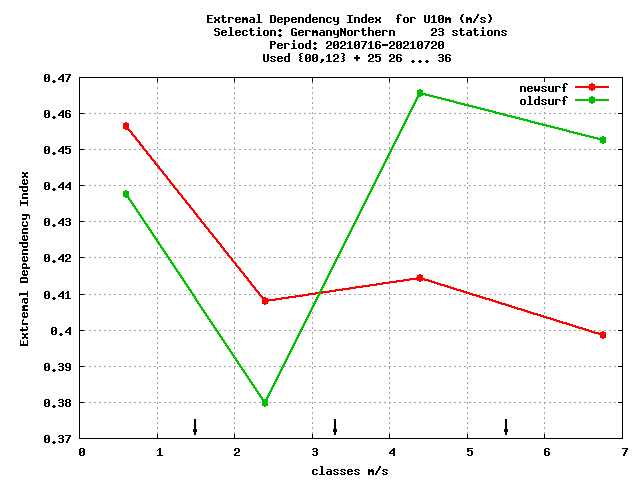 Extremal Dependency Index  for U10m (m/s)
Selection: GermanyNorthern     23 stations
Period: 20210716-20210720
Used {00,12} + 25 26 ... 36
newsurf
oldsurf
0.47
0.46
0.45
0.44
0.43
0.42
0.41
0.4
0.39
0.38
0.37
Extremal Dependency Index
0 1 2 3 4 5 6 7
classes m/s